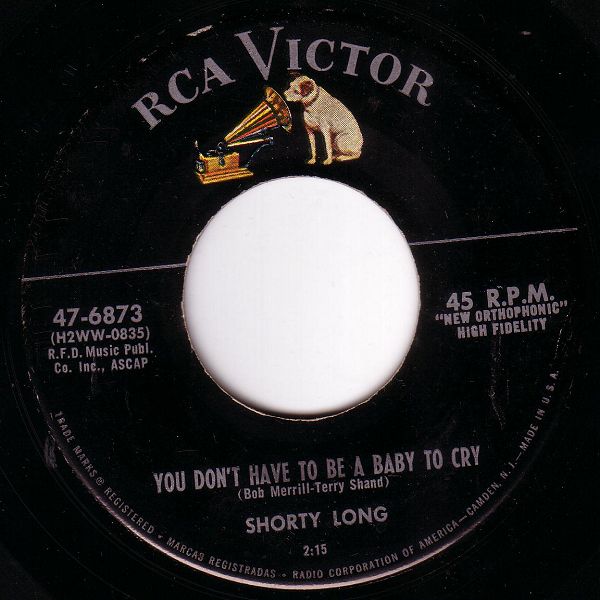 RCA VICTOR
47-6873
(H2WW-0835)
R.F.D. Music Publ.
Co. Inc., ASCAP
45 R.P.M.
"NEW ORTHOPHONIC"
HIGH FIDELITY
YOU DON'T HAVE TO BE A BABY TO CRY
(Bob Merrill-Terry Shand)
SHORTY LONG
2:15
TRADE MARKS ® REGISTERED • MARCAS REGISTRADAS • RADIO CORPORATION OF AMERICA—CAMDEN, N. J.—MADE IN U.S.A.